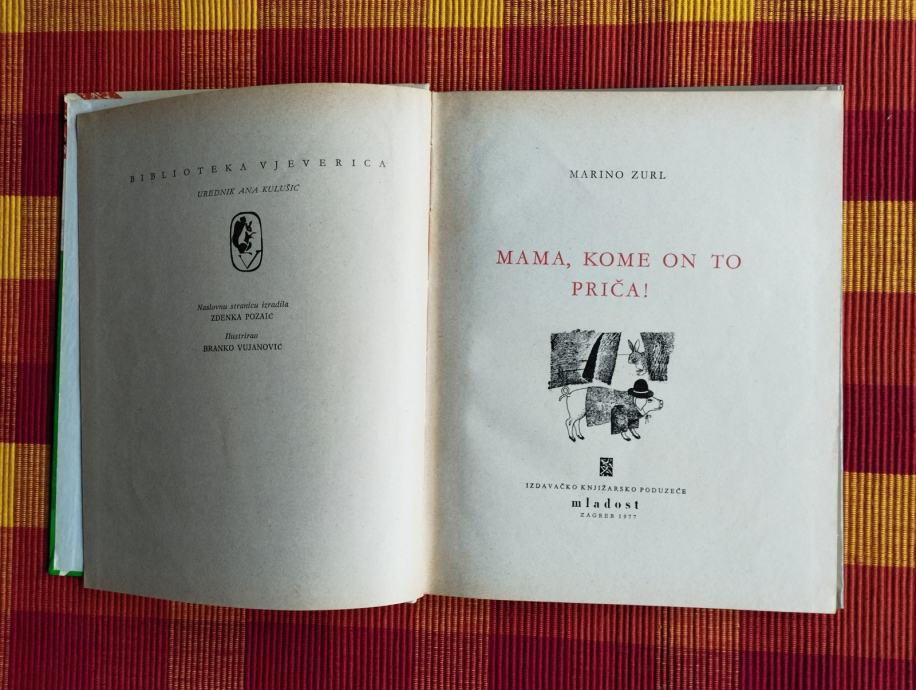 BIBLIOTEKA VJEVERICA
UREDNIK ANA KULUŠIĆ
Naslovnu stranicu izradila
ZDENKA POZAIĆ
Ilustrirao
BRANKO VUJANOVIĆ
MARINO ZURL
MAMA, KOME ON TO
PRIČA!
IZDAVAČKO KNJIŽARSKO PODUZEĆE
mladost
ZAGREB 1977